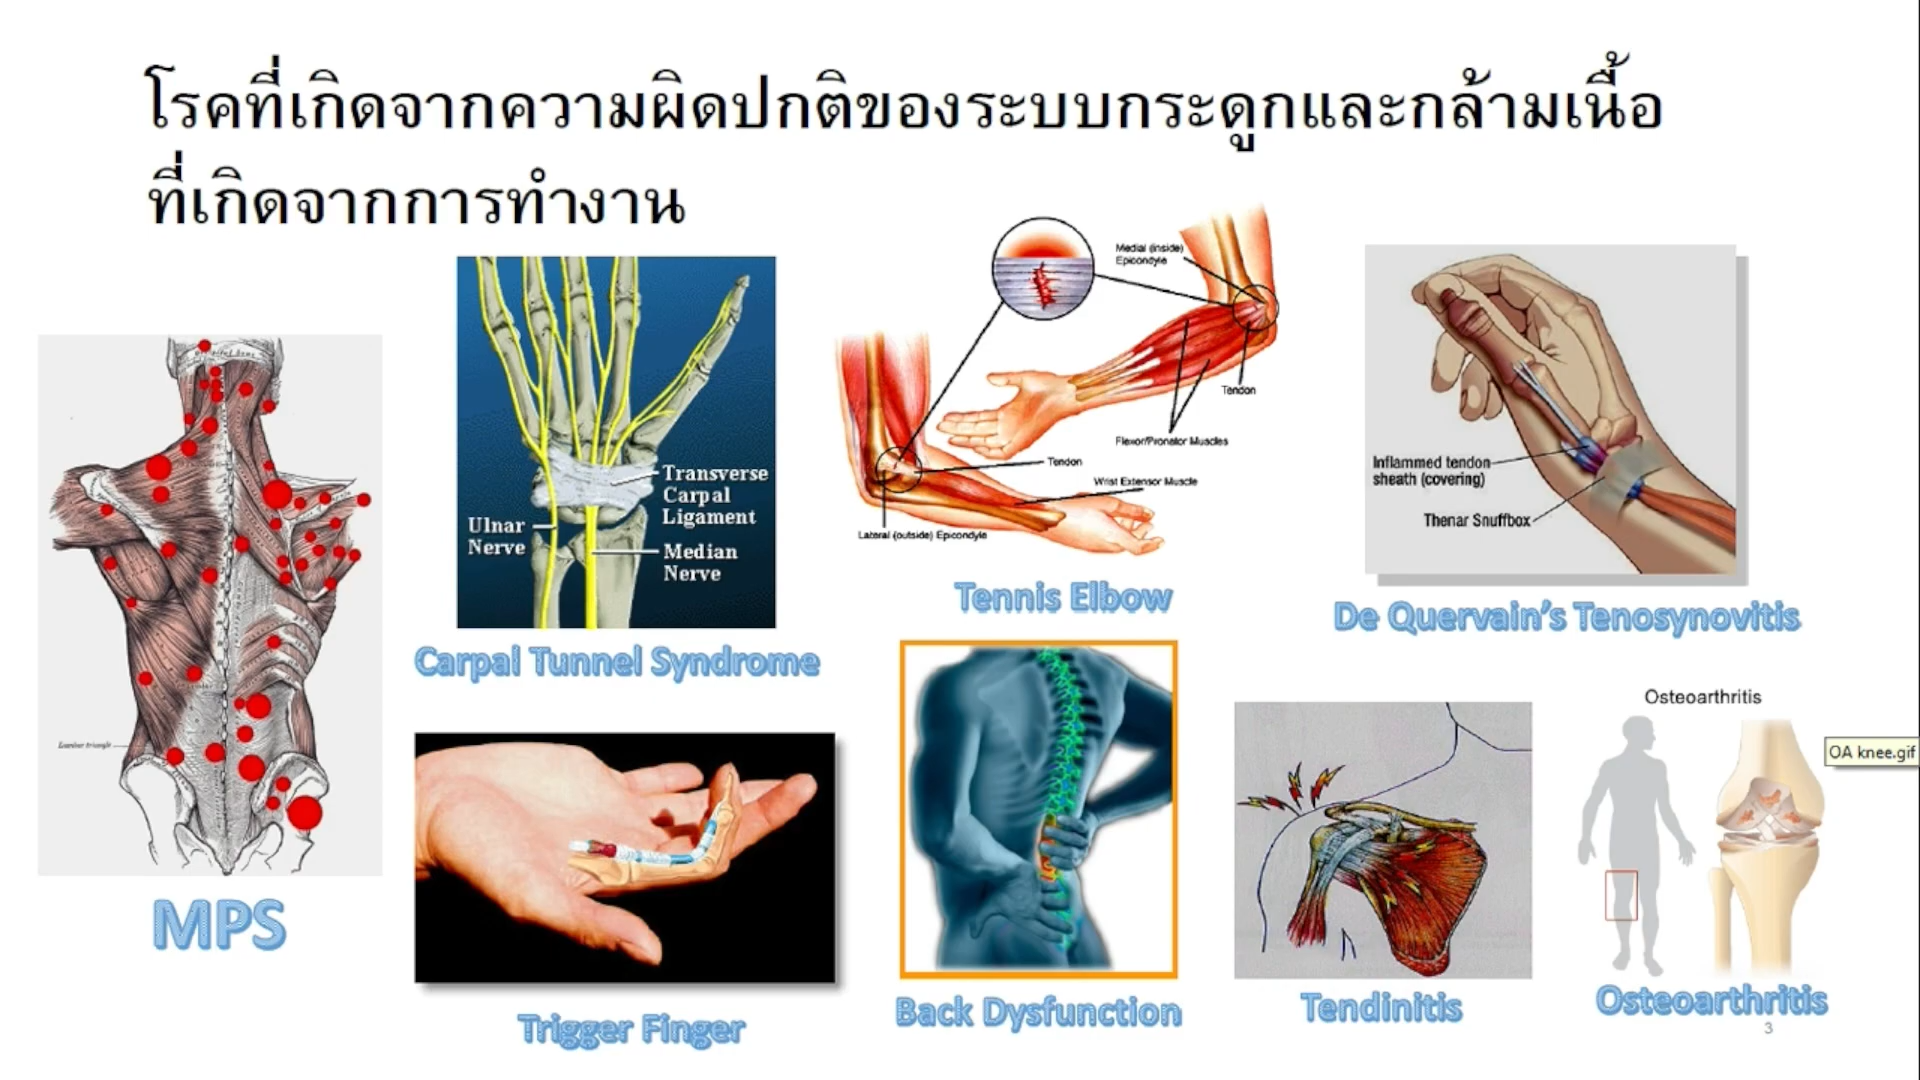 โรคที่เกิดจากความผิดปกติของระบบกระดูกและกล้ามเนื้อ
ที่เกิดจากการทำงาน
MPS
Ulnar
Nerve
Transverse
Carpal
Ligament
Median
Nerve
Carpal Tunnel Syndrome
Medial (inside)
Epicondyle
Tendon
Flexor/Pronator Muscles
Tendon
Wrist Extensor Muscle
Lateral (outside) Epicondyle
Tennis Elbow
Inflammed tendon
sheath (covering)
Thenar Snuffbox
De Quervain's Tenosynovitis
Trigger Finger
Back Dysfunction
Tendinitis
Osteoarthritis
OA knee.gif
Osteoarthritis
3